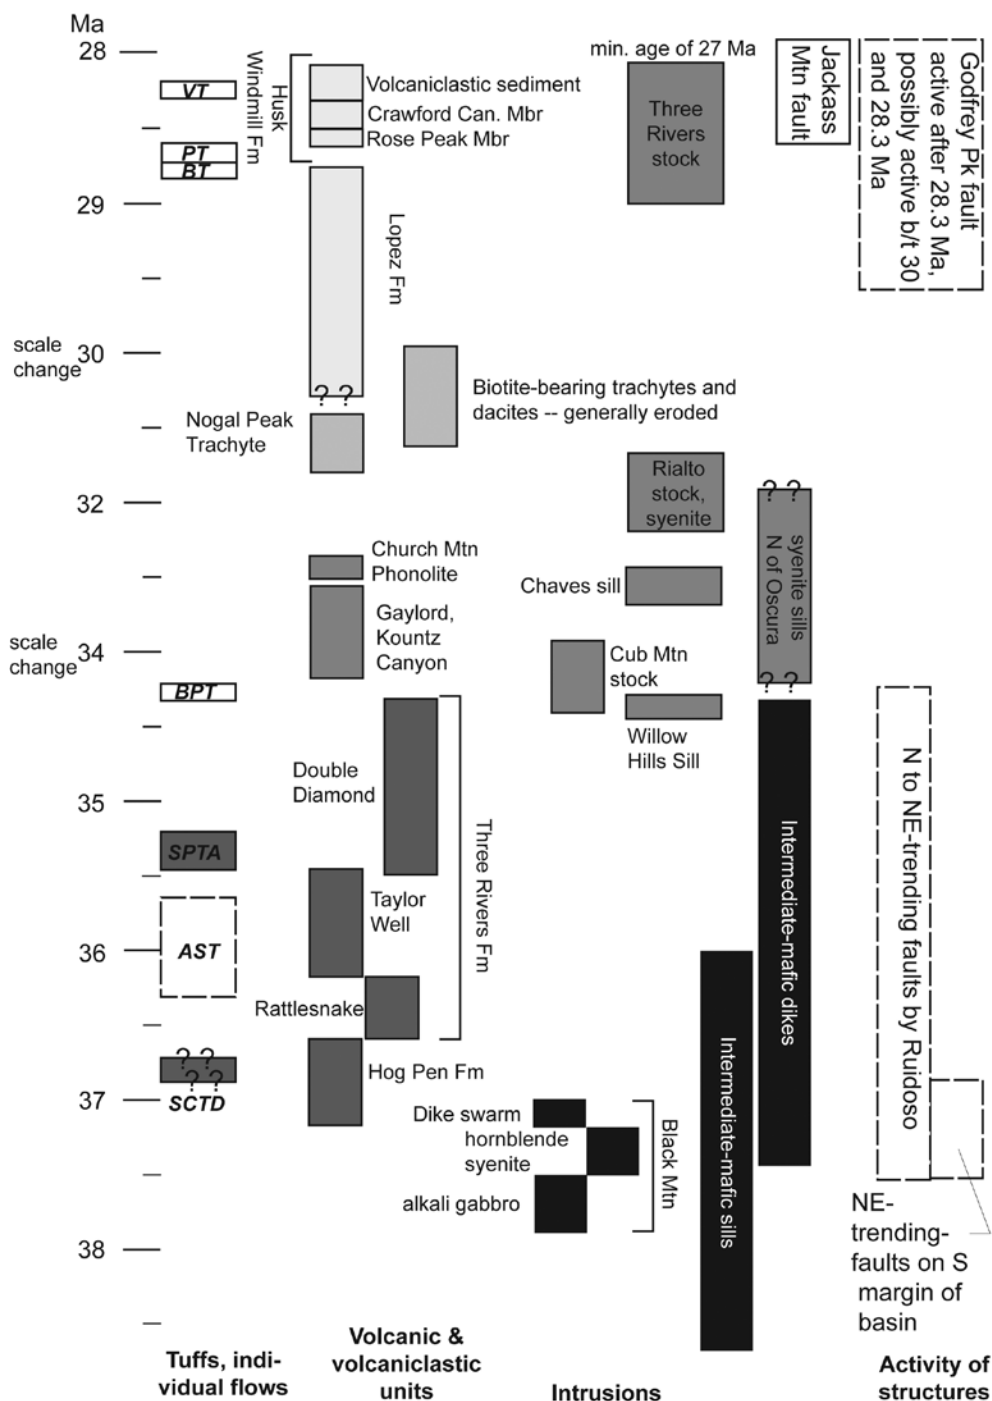 Ma
28
29
scale
change
30
32
scale
change
34
35
36
37
38
VT
PT
BT
BPT
SPTA
AST
? ?
? ?
SCTD
Husk
Windmill Fm
Volcaniclastic sediment
Crawford Can. Mbr
Rose Peak Mbr
Lopez Fm
? ?
Nogal Peak
Trachyte
Biotite-bearing trachytes and
dacites -- generally eroded
Church Mtn
Phonolite
Gaylord,
Kountz
Canyon
Double
Diamond
Taylor
Well
Rattlesnake
Three Rivers Fm
Hog Pen Fm
min. age of 27 Ma
Three
Rivers
stock
Rialto
stock,
syenite
Chaves sill
Cub Mtn
stock
Willow
Hills Sill
? ?
syenite sills
N of Oscura
? ?
Intermediate-mafic dikes
Intermediate-mafic sills
Dike swarm
hornblende
syenite
alkali gabbro
Black Mtn
Jackass
Mtn fault
Godfrey Pk fault
active after 28.3 Ma,
possibly active b/t 30
and 28.3 Ma
N to NE-trending faults by Ruidoso
NE-
trending-
faults on S
margin of
basin
Tuffs, indi-
vidual flows
Volcanic &
volcaniclastic
units
Intrusions
Activity of
structures